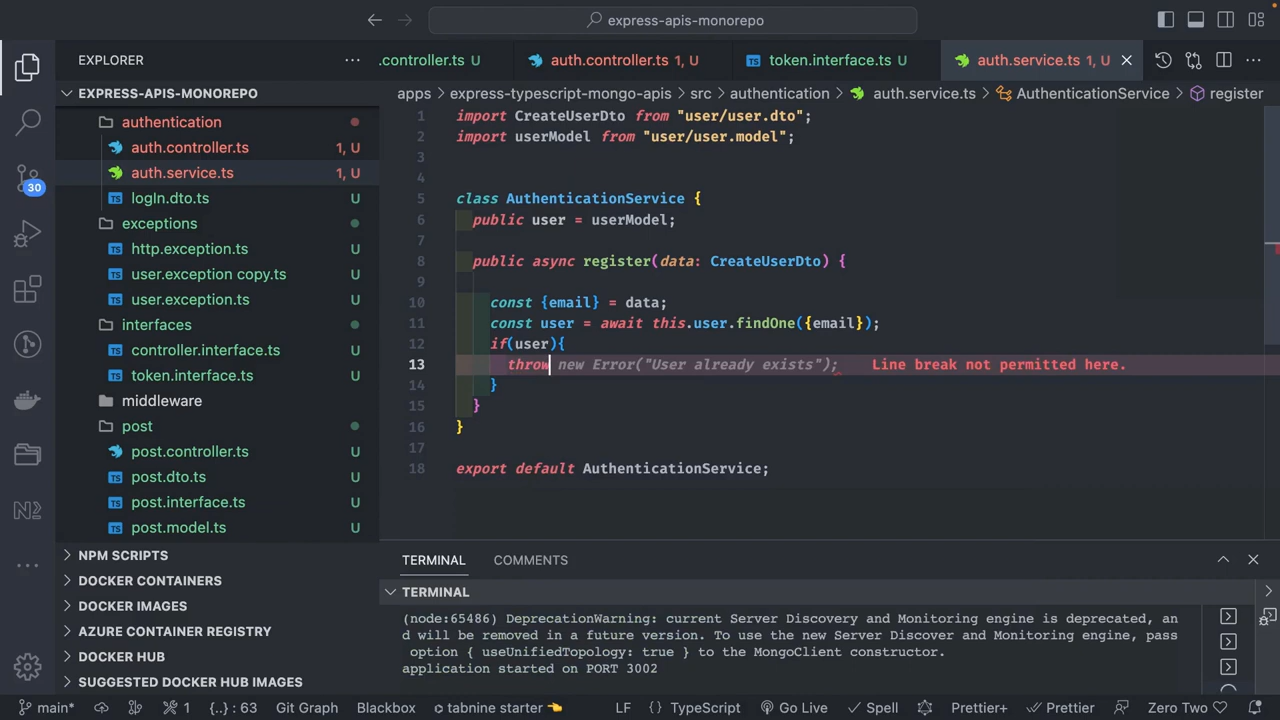 express-apis-monorepo
EXPLORER
.controller.ts U
auth.controller.ts 1, U
token.interface.ts U
auth.service.ts 1, U
EXPRESS-APIS-MONOREPO
apps > express-typescript-mongo-apis > src > authentication > auth.service.ts > AuthenticationService > register
authentication
auth.controller.ts 1, U
auth.service.ts 1, U
logIn.dto.ts U
exceptions
http.exception.ts U
user.exception copy.ts U
user.exception.ts U
interfaces
controller.interface.ts U
token.interface.ts U
middleware
post
post.controller.ts U
post.dto.ts U
post.interface.ts U
post.model.ts U
NPM SCRIPTS
DOCKER CONTAINERS
DOCKER IMAGES
AZURE CONTAINER REGISTRY
DOCKER HUB
SUGGESTED DOCKER HUB IMAGES
30
1 import CreateUserDto from "user/user.dto";
2 import userModel from "user/user.model";
3
4
5 class AuthenticationService {
6 public user = userModel;
7
8 public async register(data: CreateUserDto) {
9
10 const {email} = data;
11 const user = await this.user.findOne({email});
12 if(user){
13 throw new Error("User already exists"); Line break not permitted here.
14 }
15 }
16 }
17
18 export default AuthenticationService;
TERMINAL COMMENTS
TERMINAL
(node:65486) DeprecationWarning: current Server Discovery and Monitoring engine is deprecated, an
d will be removed in a future version. To use the new Server Discover and Monitoring engine, pass
option { useUnifiedTopology: true } to the MongoClient constructor.
application started on PORT 3002
main* 1 {..} : 63 Git Graph Blackbox tabnine starter LF {} TypeScript Go Live Spell Prettier+ Prettier Zero Two